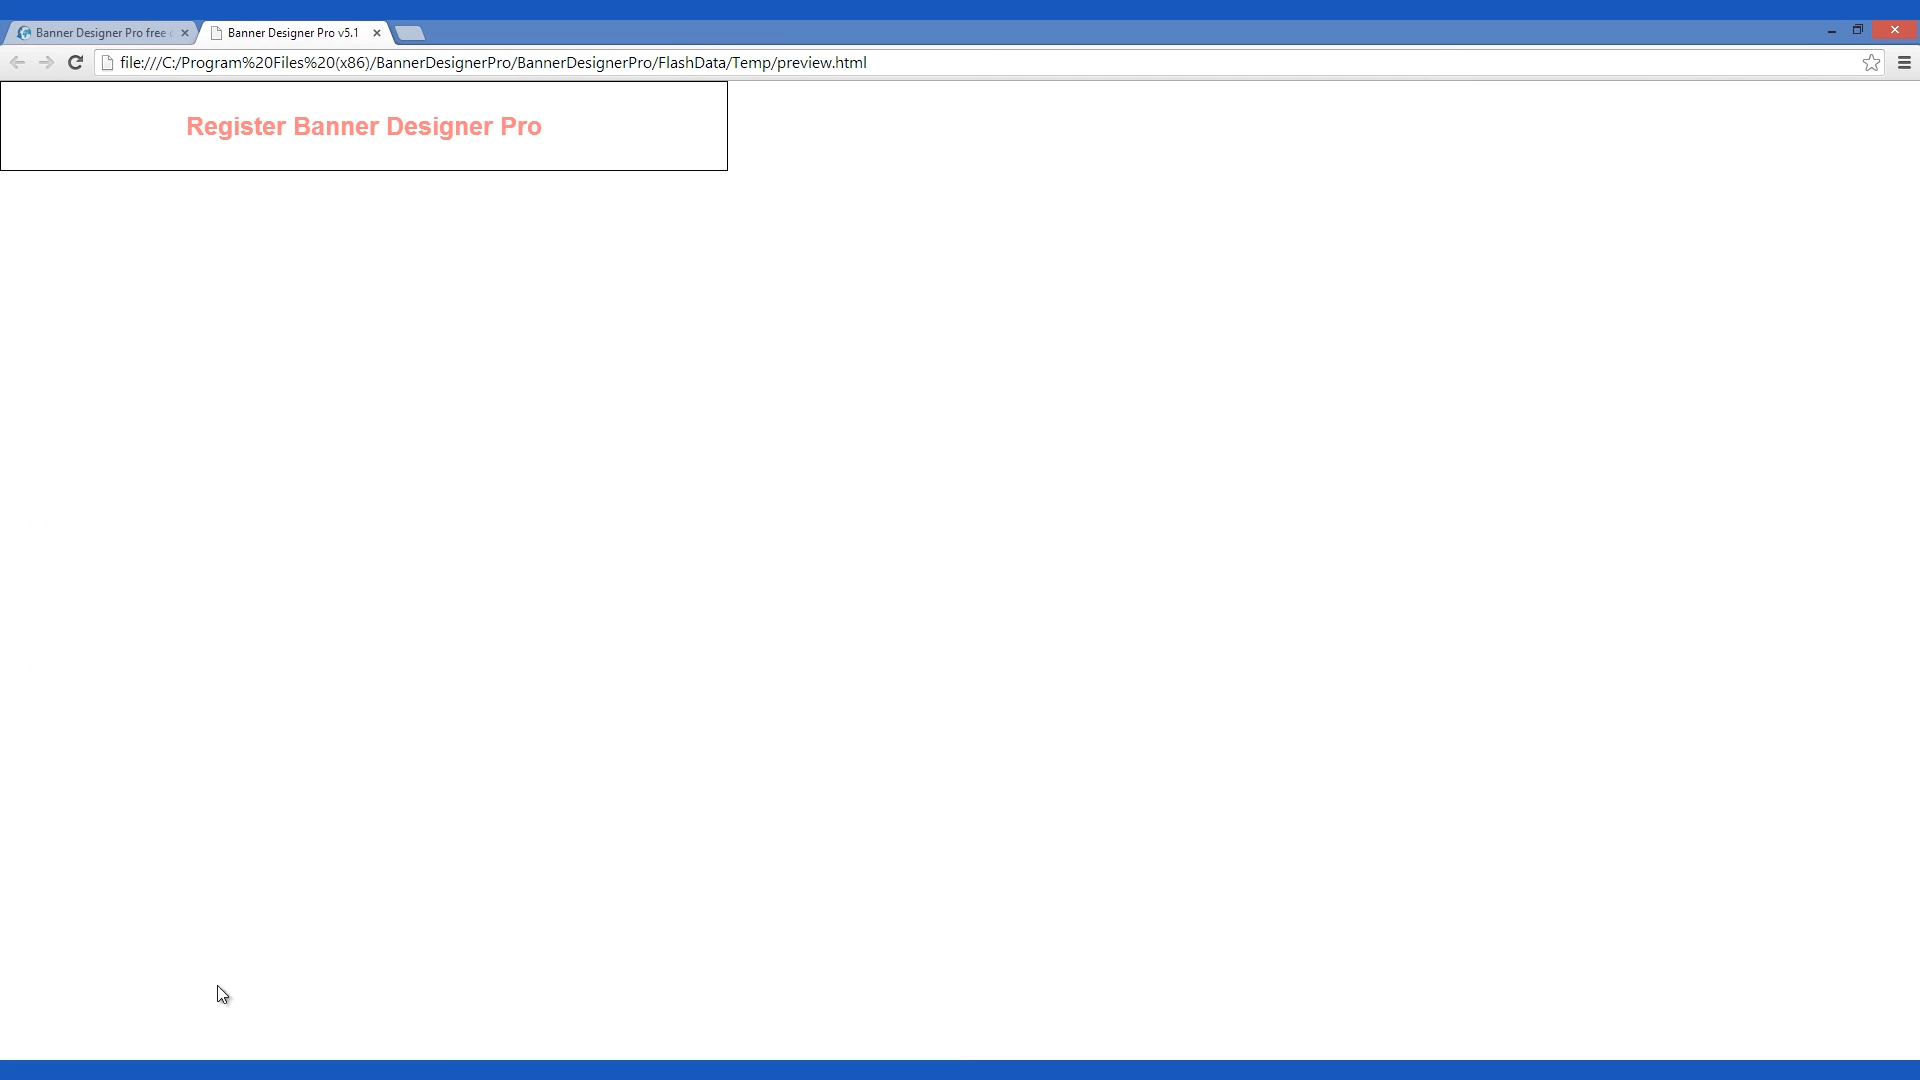 Banner Designer Pro free
Banner Designer Pro v5.1
file:///C:/Program%20Files%20(x86)/BannerDesignerPro/BannerDesignerPro/FlashData/Temp/preview.html
Register Banner Designer Pro